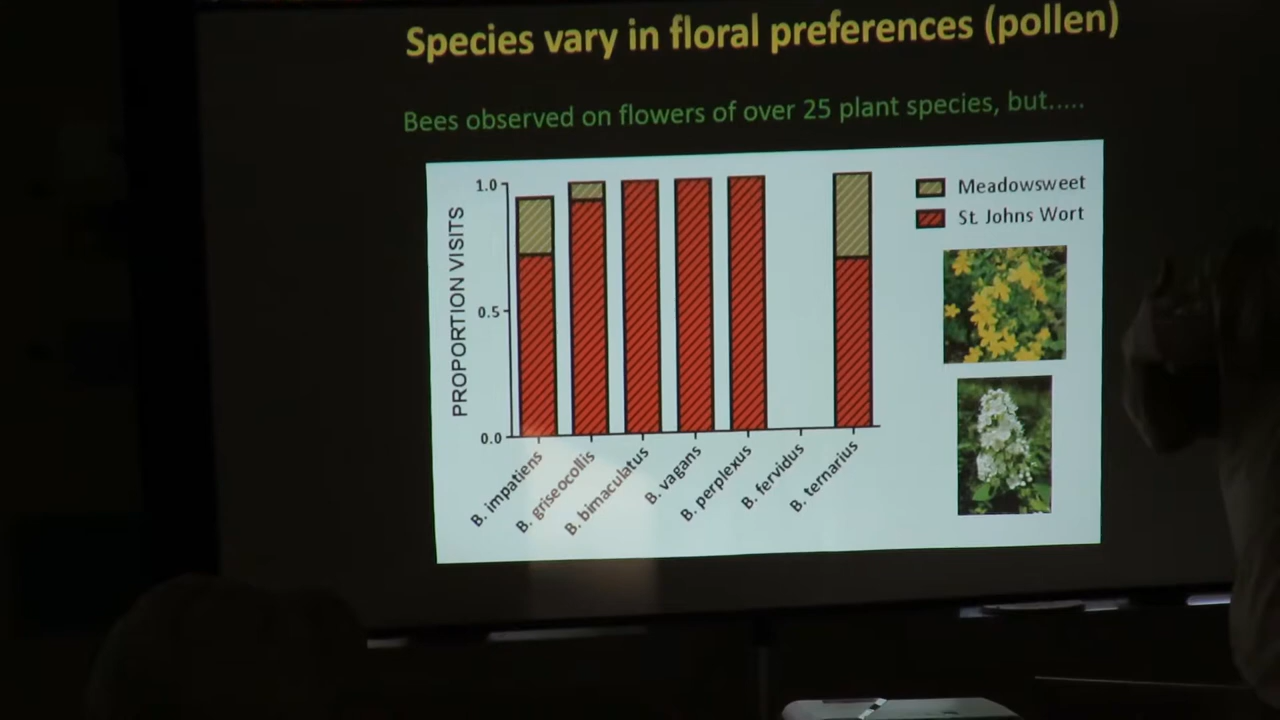 Species vary in floral preferences (pollen)
Bees observed on flowers of over 25 plant species, but.....
PROPORTION VISITS
1.0
0.5
0.0
B. impatiens
B. griseocollis
B. bimaculatus
B. vagans
B. perplexus
B. fervidus
B. ternarius
Meadowsweet
St. Johns Wort